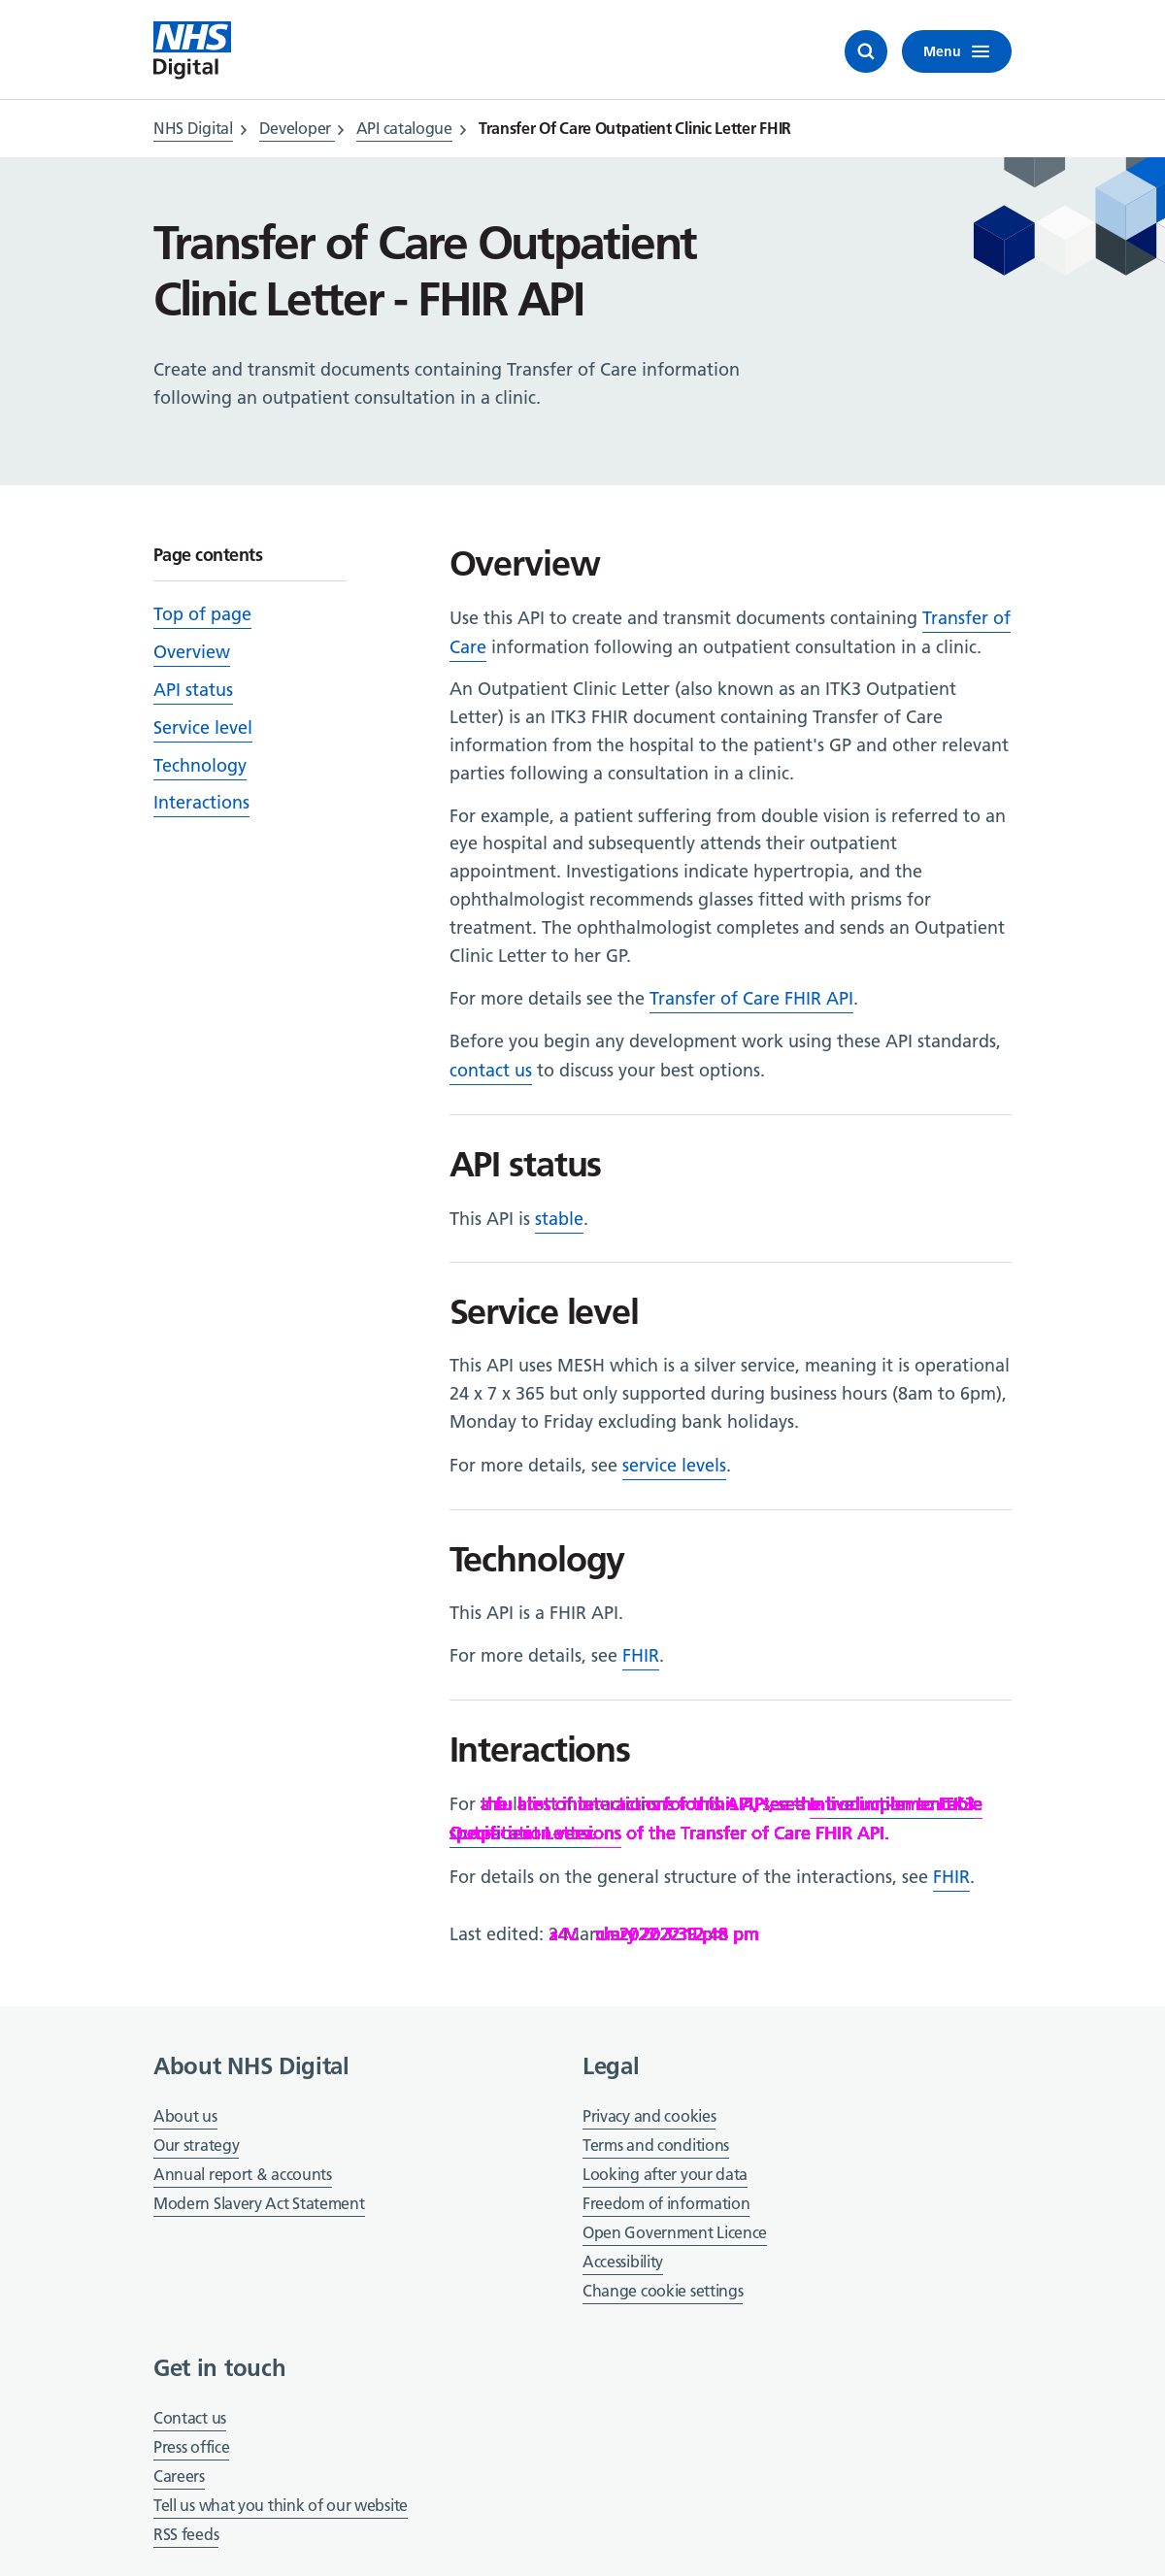 NHS
Digital
Menu
NHS Digital > Developer > API catalogue > Transfer Of Care Outpatient Clinic Letter FHIR
Transfer of Care Outpatient
Clinic Letter - FHIR API
Create and transmit documents containing Transfer of Care information
following an outpatient consultation in a clinic.
Page contents
Top of page
Overview
API status
Service level
Technology
Interactions
Overview
Use this API to create and transmit documents containing Transfer of
Care information following an outpatient consultation in a clinic.
An Outpatient Clinic Letter (also known as an ITK3 Outpatient
Letter) is an ITK3 FHIR document containing Transfer of Care
information from the hospital to the patient's GP and other relevant
parties following a consultation in a clinic.
For example, a patient suffering from double vision is referred to an
eye hospital and subsequently attends their outpatient
appointment. Investigations indicate hypertropia, and the
ophthalmologist recommends glasses fitted with prisms for
treatment. The ophthalmologist completes and sends an Outpatient
Clinic Letter to her GP.
For more details see the Transfer of Care FHIR API.
Before you begin any development work using these API standards,
contact us to discuss your best options.
API status
This API is stable.
Service level
This API uses MESH which is a silver service, meaning it is operational
24 x 7 x 365 but only supported during business hours (8am to 6pm),
Monday to Friday excluding bank holidays.
For more details, see service levels.
Technology
This API is a FHIR API.
For more details, see FHIR.
Interactions
For
of the Transfer of Care FHIR API.
For details on the general structure of the interactions, see FHIR.
Last edited: pm
About NHS Digital
About us
Our strategy
Annual report & accounts
Modern Slavery Act Statement
Legal
Privacy and cookies
Terms and conditions
Looking after your data
Freedom of information
Open Government Licence
Accessibility
Change cookie settings
Get in touch
Contact us
Press office
Careers
Tell us what you think of our website
RSS feeds